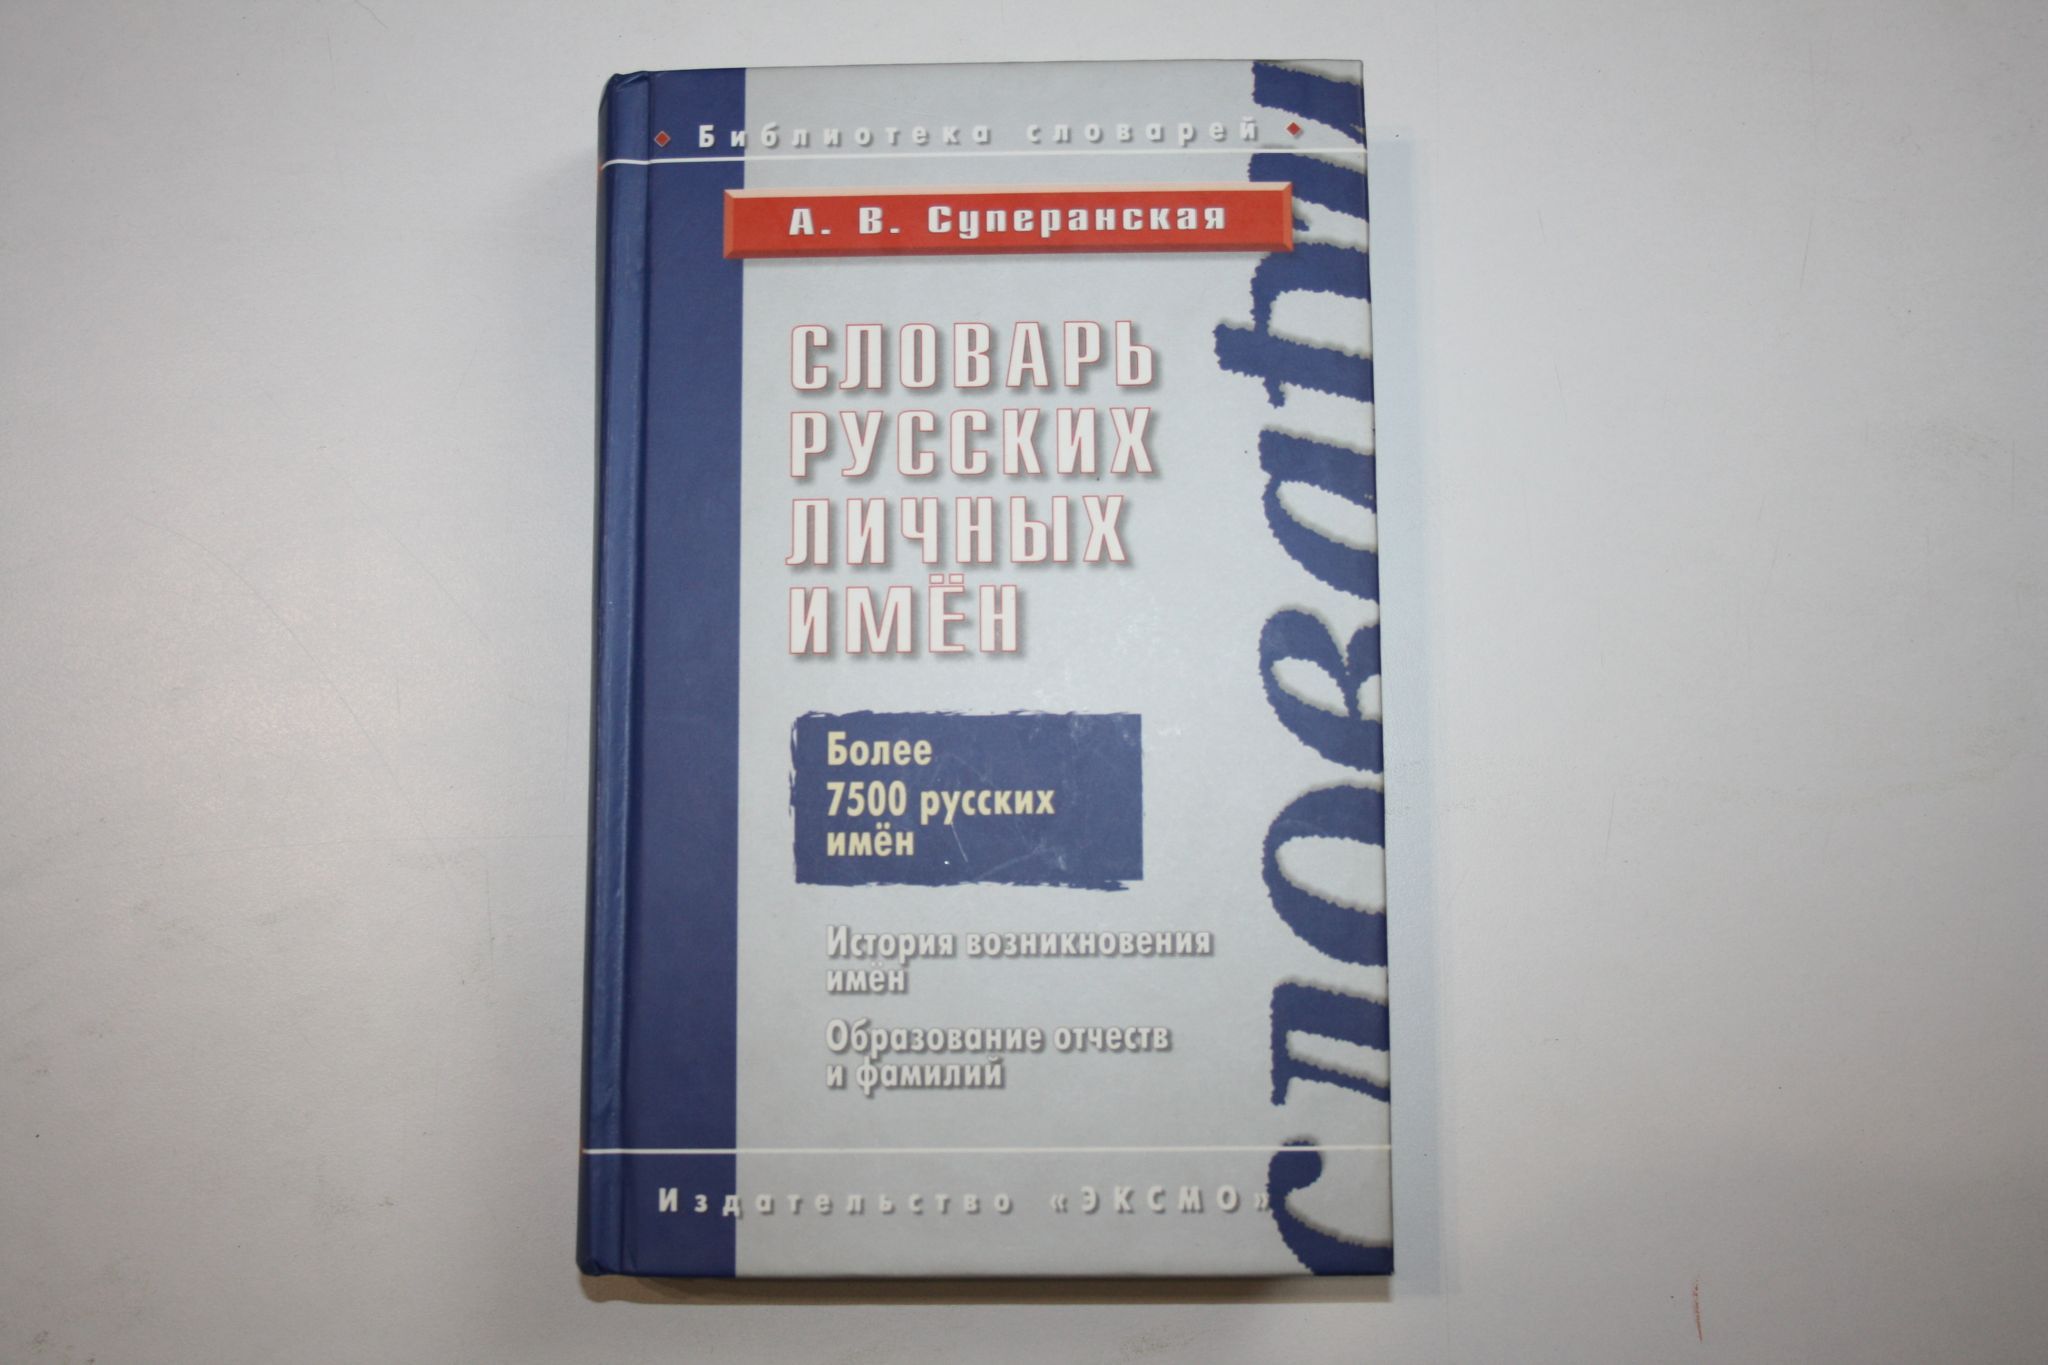 Библиотека словарей
А. В. Суперанская
СЛОВАРЬ
РУССКИХ
ЛИЧНЫХ
ИМЁН
Более
7500 русских
имён
История возникновения
имён
Образование отчеств
и фамилий
Издательство «ЭКСМО»
словари